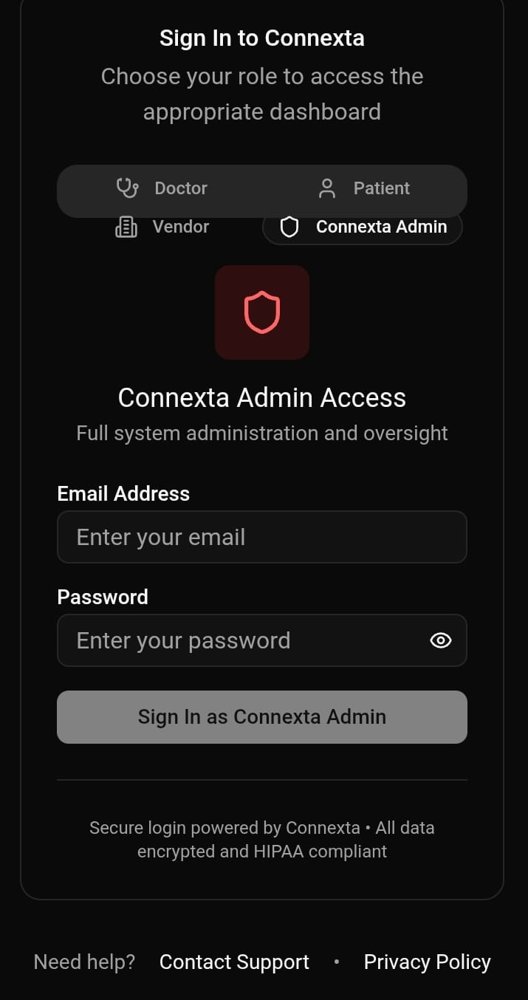 Sign In to Connexta
Choose your role to access the
appropriate dashboard
Doctor
Patient
Vendor
Connexta Admin
Connexta Admin Access
Full system administration and oversight
Email Address
Enter your email
Password
Enter your password
Sign In as Connexta Admin
Secure login powered by Connexta • All data
encrypted and HIPAA compliant
Need help? Contact Support • Privacy Policy